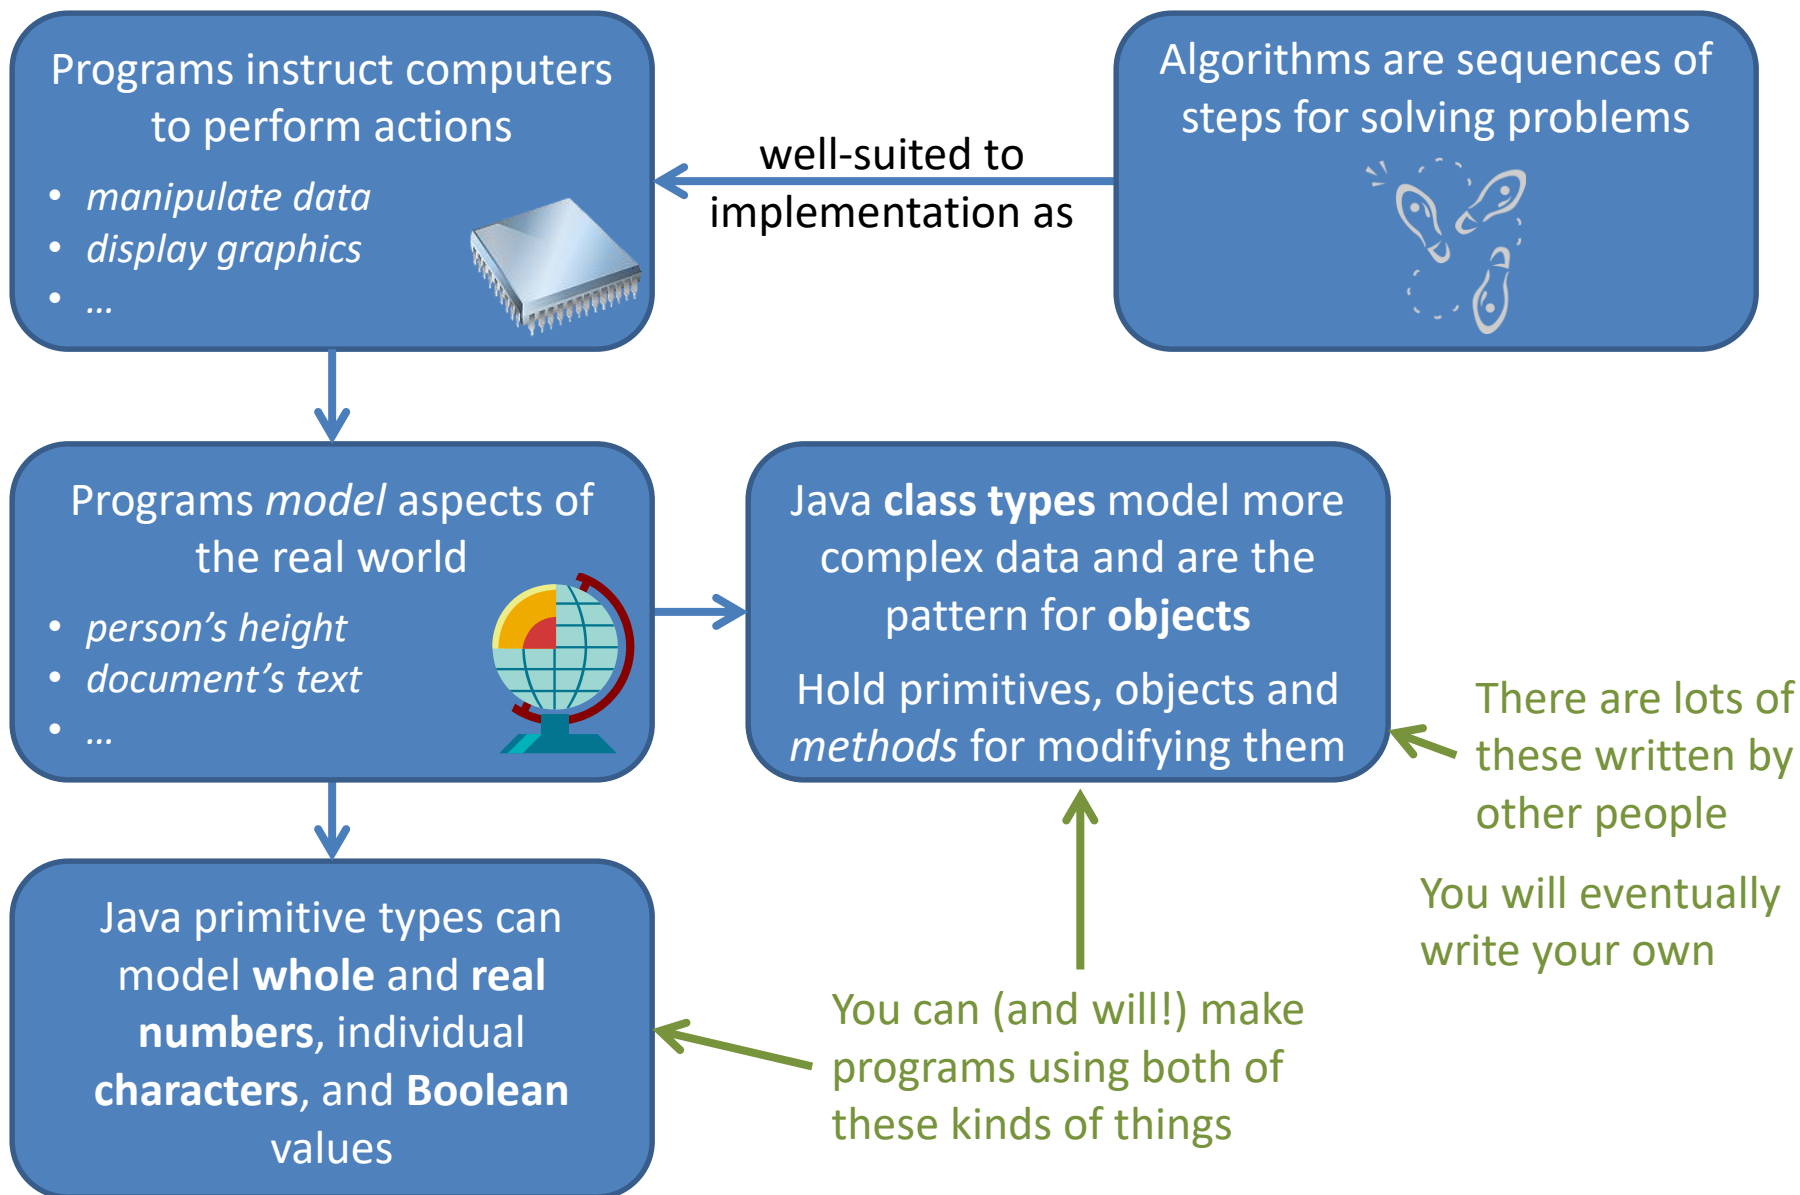 Programs instruct computers
to perform actions
• manipulate data
• display graphics
• ...
well-suited to
implementation as
Algorithms are sequences of
steps for solving problems
Programs model aspects of
the real world
• person’s height
• document’s text
• ...
Java class types model more
complex data and are the
pattern for objects
Hold primitives, objects and
methods for modifying them
There are lots of
these written by
other people
You will eventually
write your own
Java primitive types can
model whole and real
numbers, individual
characters, and Boolean
values
You can (and will!) make
programs using both of
these kinds of things